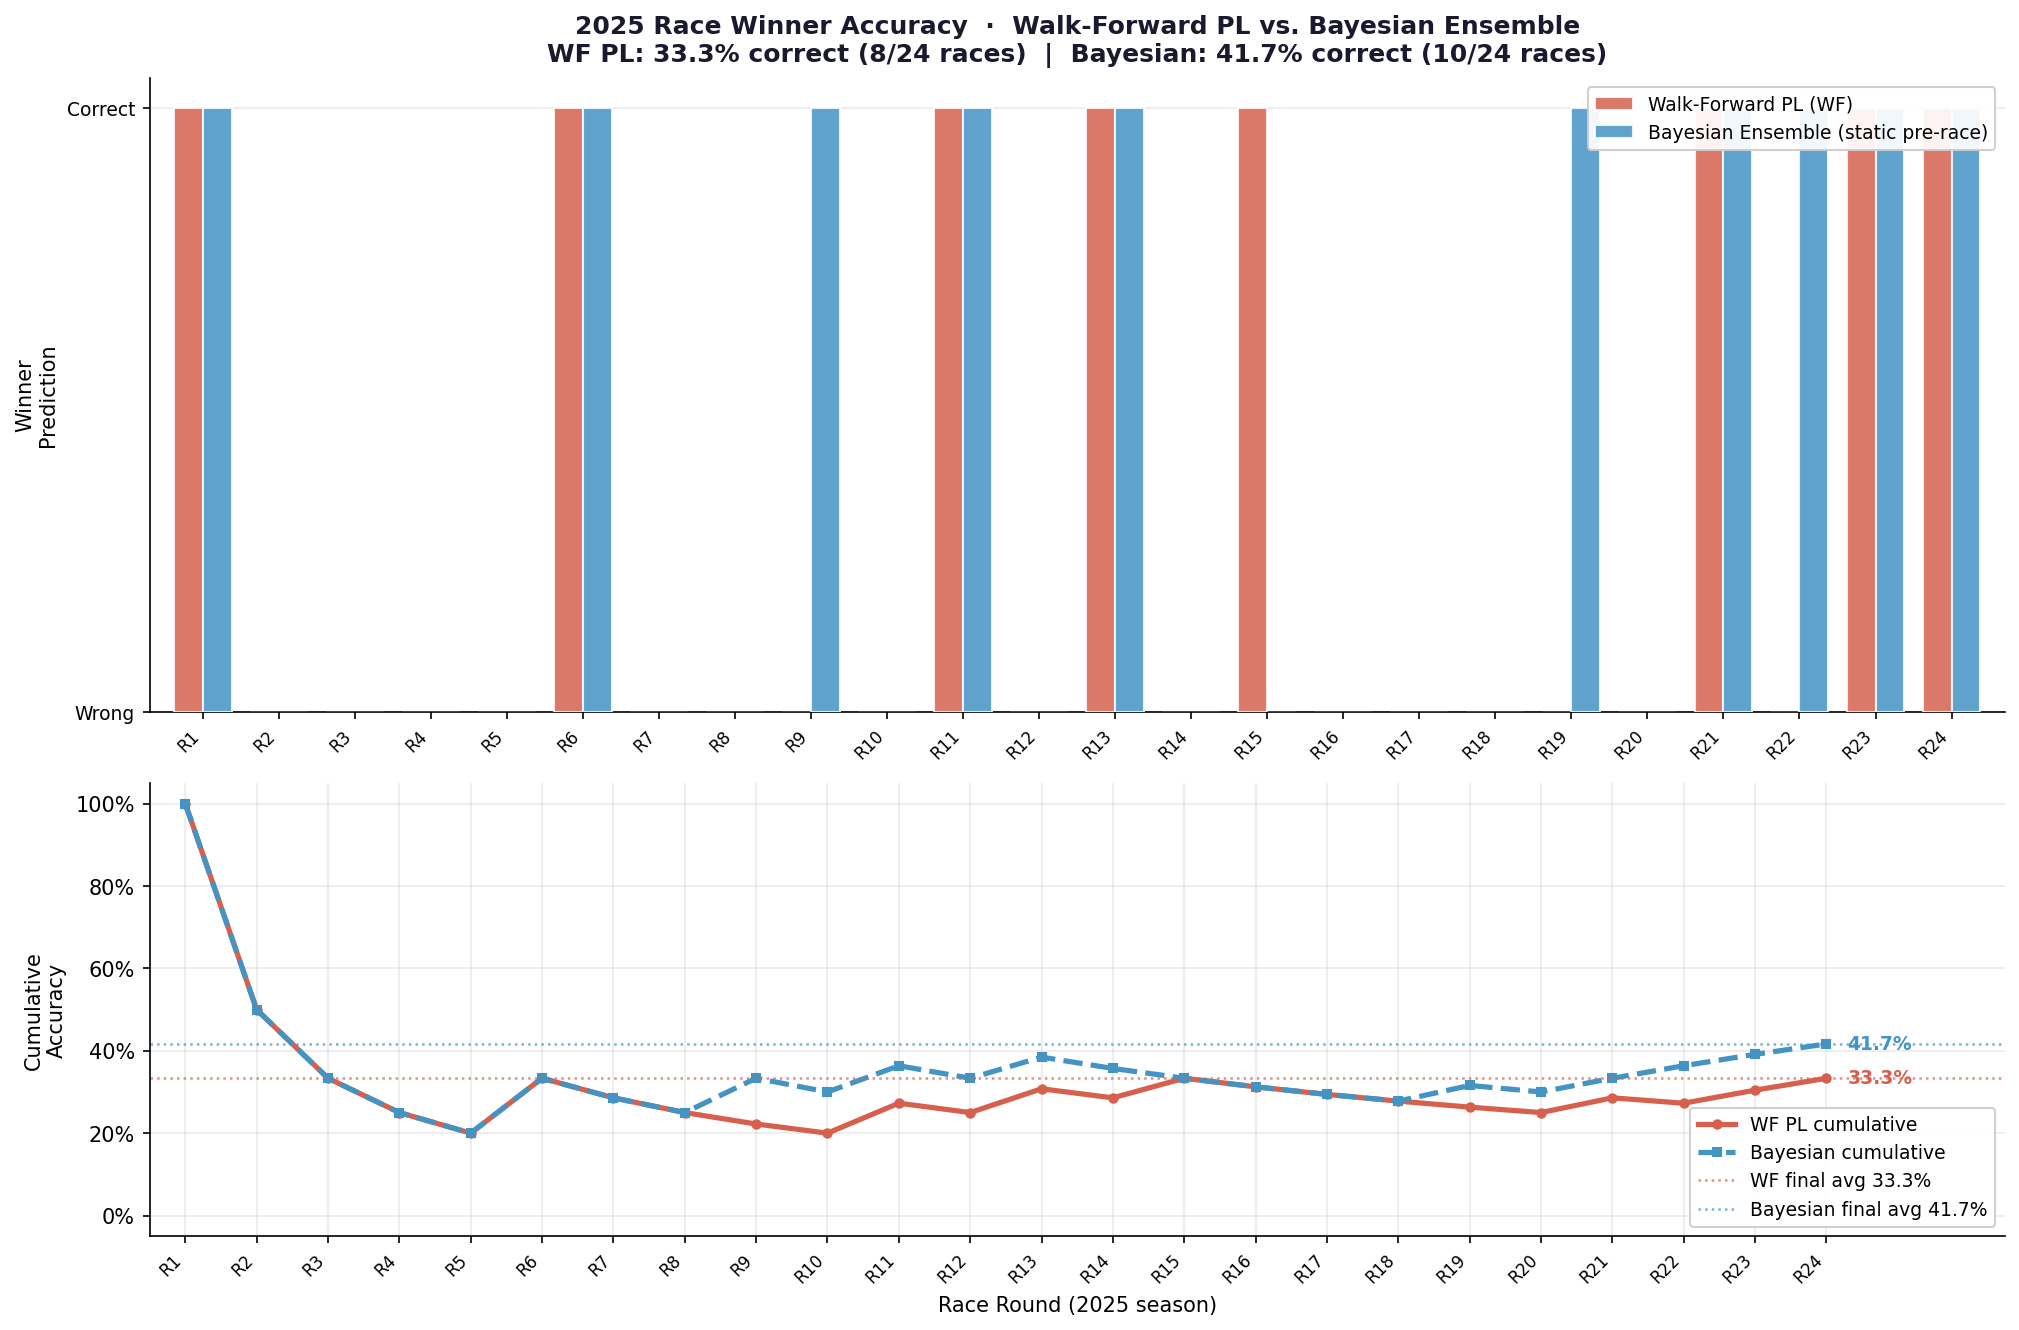 2025 Race Winner Accuracy · Walk-Forward PL vs. Bayesian Ensemble
WF PL: 33.3% correct (8/24 races) | Bayesian: 41.7% correct (10/24 races)
Correct
Wrong
Winner
Prediction
Walk-Forward PL (WF)
Bayesian Ensemble (static pre-race)
R1
R2
R3
R4
R5
R6
R7
R8
R9
R10
R11
R12
R13
R14
R15
R16
R17
R18
R19
R20
R21
R22
R23
R24
100%
80%
60%
40%
20%
0%
Cumulative
Accuracy
41.7%
33.3%
WF PL cumulative
Bayesian cumulative
WF final avg 33.3%
Bayesian final avg 41.7%
R1
R2
R3
R4
R5
R6
R7
R8
R9
R10
R11
R12
R13
R14
R15
R16
R17
R18
R19
R20
R21
R22
R23
R24
Race Round (2025 season)